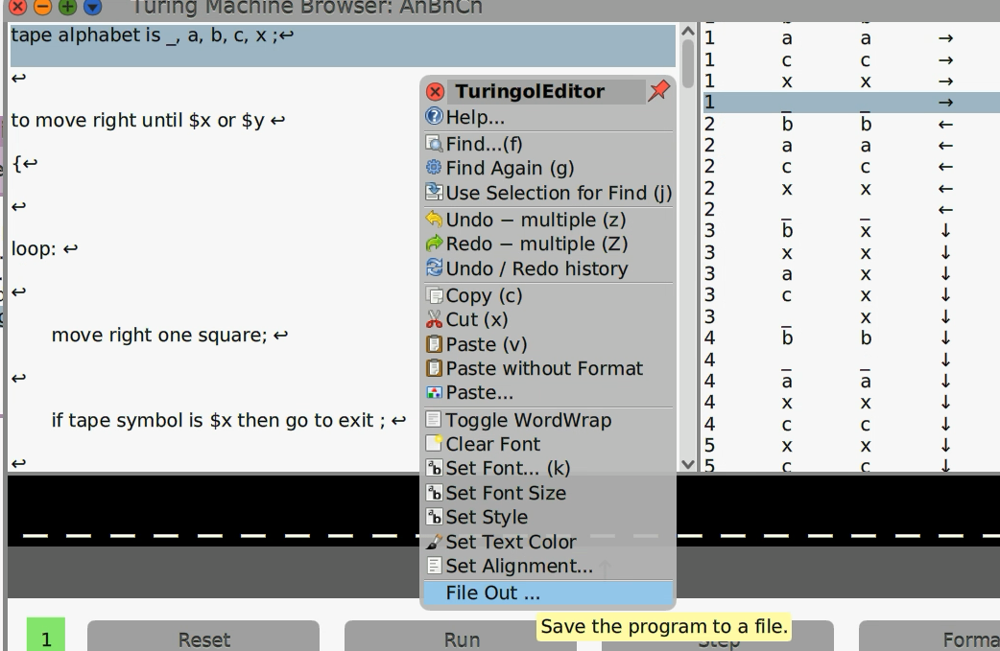 Turing Machine Browser: AnBnCn
tape alphabet is _, a, b, c, x ;↩
↩
to move right until $x or $y ↩
{↩
↩
loop: ↩
↩
move right one square; ↩
↩
if tape symbol is $x then go to exit ; ↩
↩
TuringolEditor
Help...
Find...(f)
Find Again (g)
Use Selection for Find (j)
Undo − multiple (z)
Redo − multiple (Z)
Undo / Redo history
Copy (c)
Cut (x)
Paste (v)
Paste without Format
Paste...
Toggle WordWrap
Clear Font
Set Font... (k)
Set Font Size
Set Style
Set Text Color
Set Alignment...
File Out ...
Save the program to a file.
1 a a →
1 c c →
1 x x →
1 _ _ →
2 b b ←
2 a a ←
2 c c ←
2 x x ←
2 _ _ ←
3 b x ↓
3 x x ↓
3 a x ↓
3 c x ↓
3 _ x ↓
4 b b ↓
4 _ _ ↓
4 a a ↓
4 x x ↓
4 c c ↓
5 x x ↓
5 c c ↓
1
Reset
Run
Step